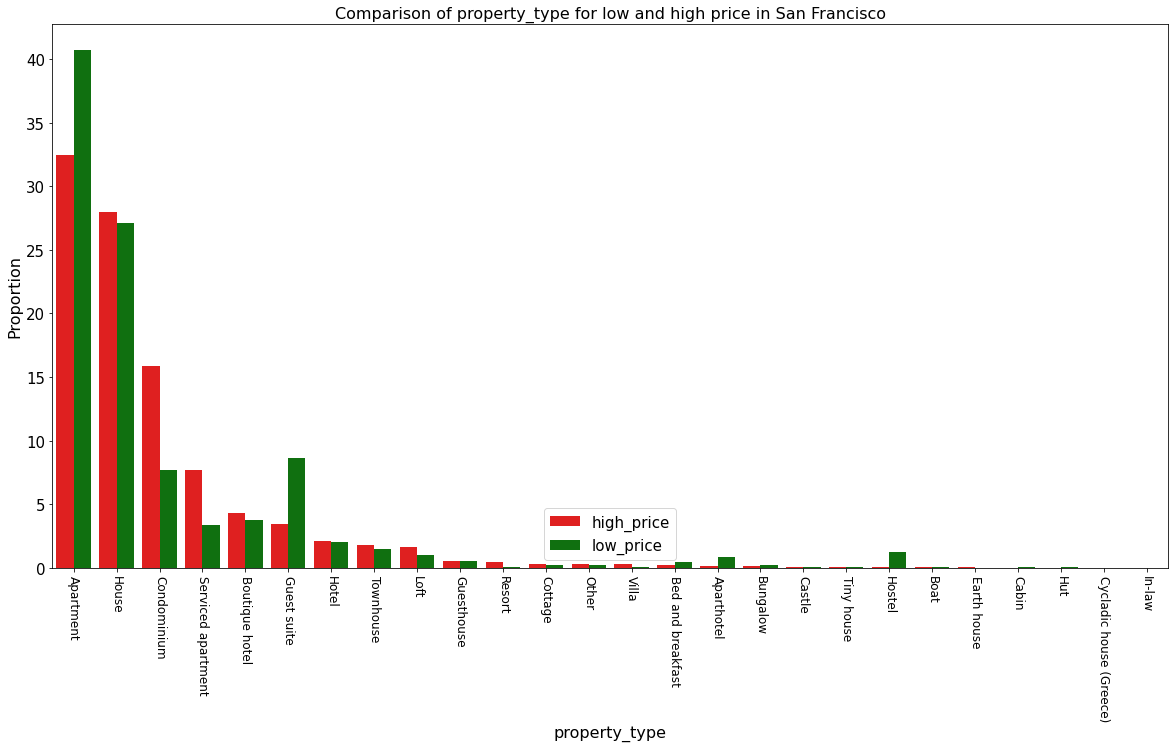 Comparison of property_type for low and high price in San Francisco
Proportion
40
35
30
25
20
15
10
5
0
high_price
low_price
Apartment
House
Condominium
Serviced apartment
Boutique hotel
Guest suite
Hotel
Townhouse
Loft
Guesthouse
Resort
Cottage
Other
Villa
Bed and breakfast
Aparthotel
Bungalow
Castle
Tiny house
Hostel
Boat
Earth house
Cabin
Hut
Cycladic house (Greece)
In-law
property_type